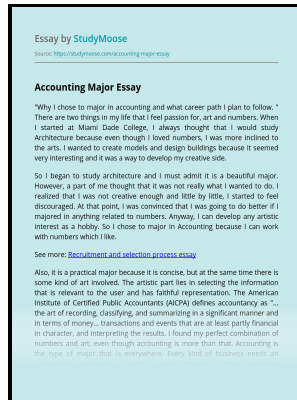 Essay by StudyMoose
Source: https://studymoose.com/accounting-major-essay
Accounting Major Essay
"Why I chose to major in accounting and what career path I plan to follow. "
There are two things in my life that I feel passion for, art and numbers. When
I started at Miami Dade College, I always thought that I would study
Architecture because even though I loved numbers, I was more inclined to
the arts. I wanted to create models and design buildings because it seemed
very interesting and it was a way to develop my creative side.
So I began to study architecture and I must admit it is a beautiful major.
However, a part of me thought that it was not really what I wanted to do. I
realized that I was not creative enough and little by little, I started to feel
discouraged. At that point, I was convinced that I was going to do better if I
majored in anything related to numbers. Anyway, I can develop any artistic
interest as a hobby. So I chose to major in Accounting because I can work
with numbers which I like.
See more: Recruitment and selection process essay
Also, it is a practical major because it is concise, but at the same time there is
some kind of art involved. The artistic part lies in selecting the information
that is relevant to the user and has faithful representation. The American
Institute of Certified Public Accountants (AICPA) defines accountancy as "...
the art of recording, classifying, and summarizing in a significant manner and
in terms of money... transactions and events that are at least partly financial
in character, and interpreting the results. I found my perfect combination of
numbers and art, even though accounting is more than that. Accounting is
the type of major that is everywhere. Every kind of business needs an